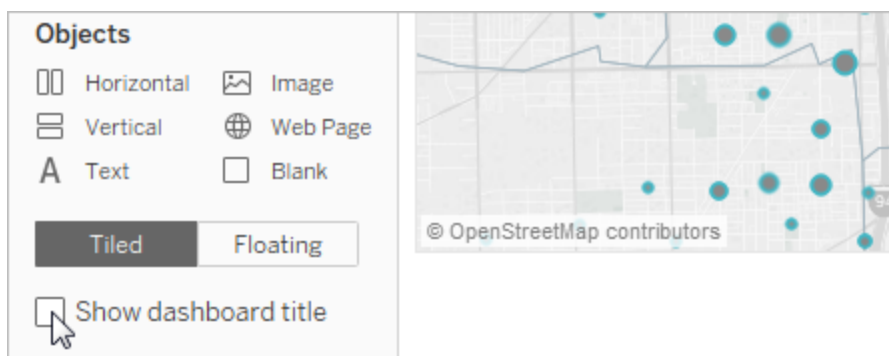 Objects
Horizontal
Image
Vertical
Web Page
A Text
Blank
Tiled
Floating
Show dashboard title
© OpenStreetMap contributors